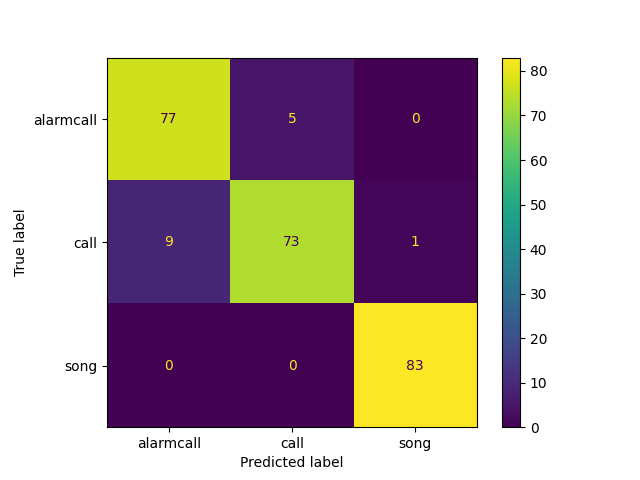 alarmcall 77 5 0
call 9 73 1
song 0 0 83
alarmcall call song
Predicted label
True label
80
70
60
50
40
30
20
10
0